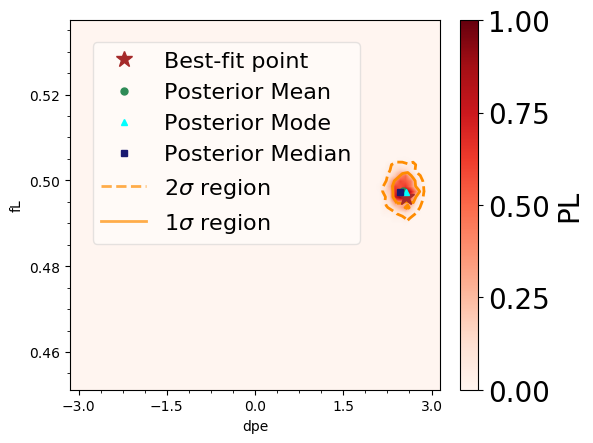 Best-fit point
Posterior Mean
Posterior Mode
Posterior Median
2σ region
1σ region
0.52
0.50
0.48
0.46
fL
-3.0
-1.5
0.0
1.5
3.0
dpe
1.00
0.75
0.50
0.25
0.00
PL